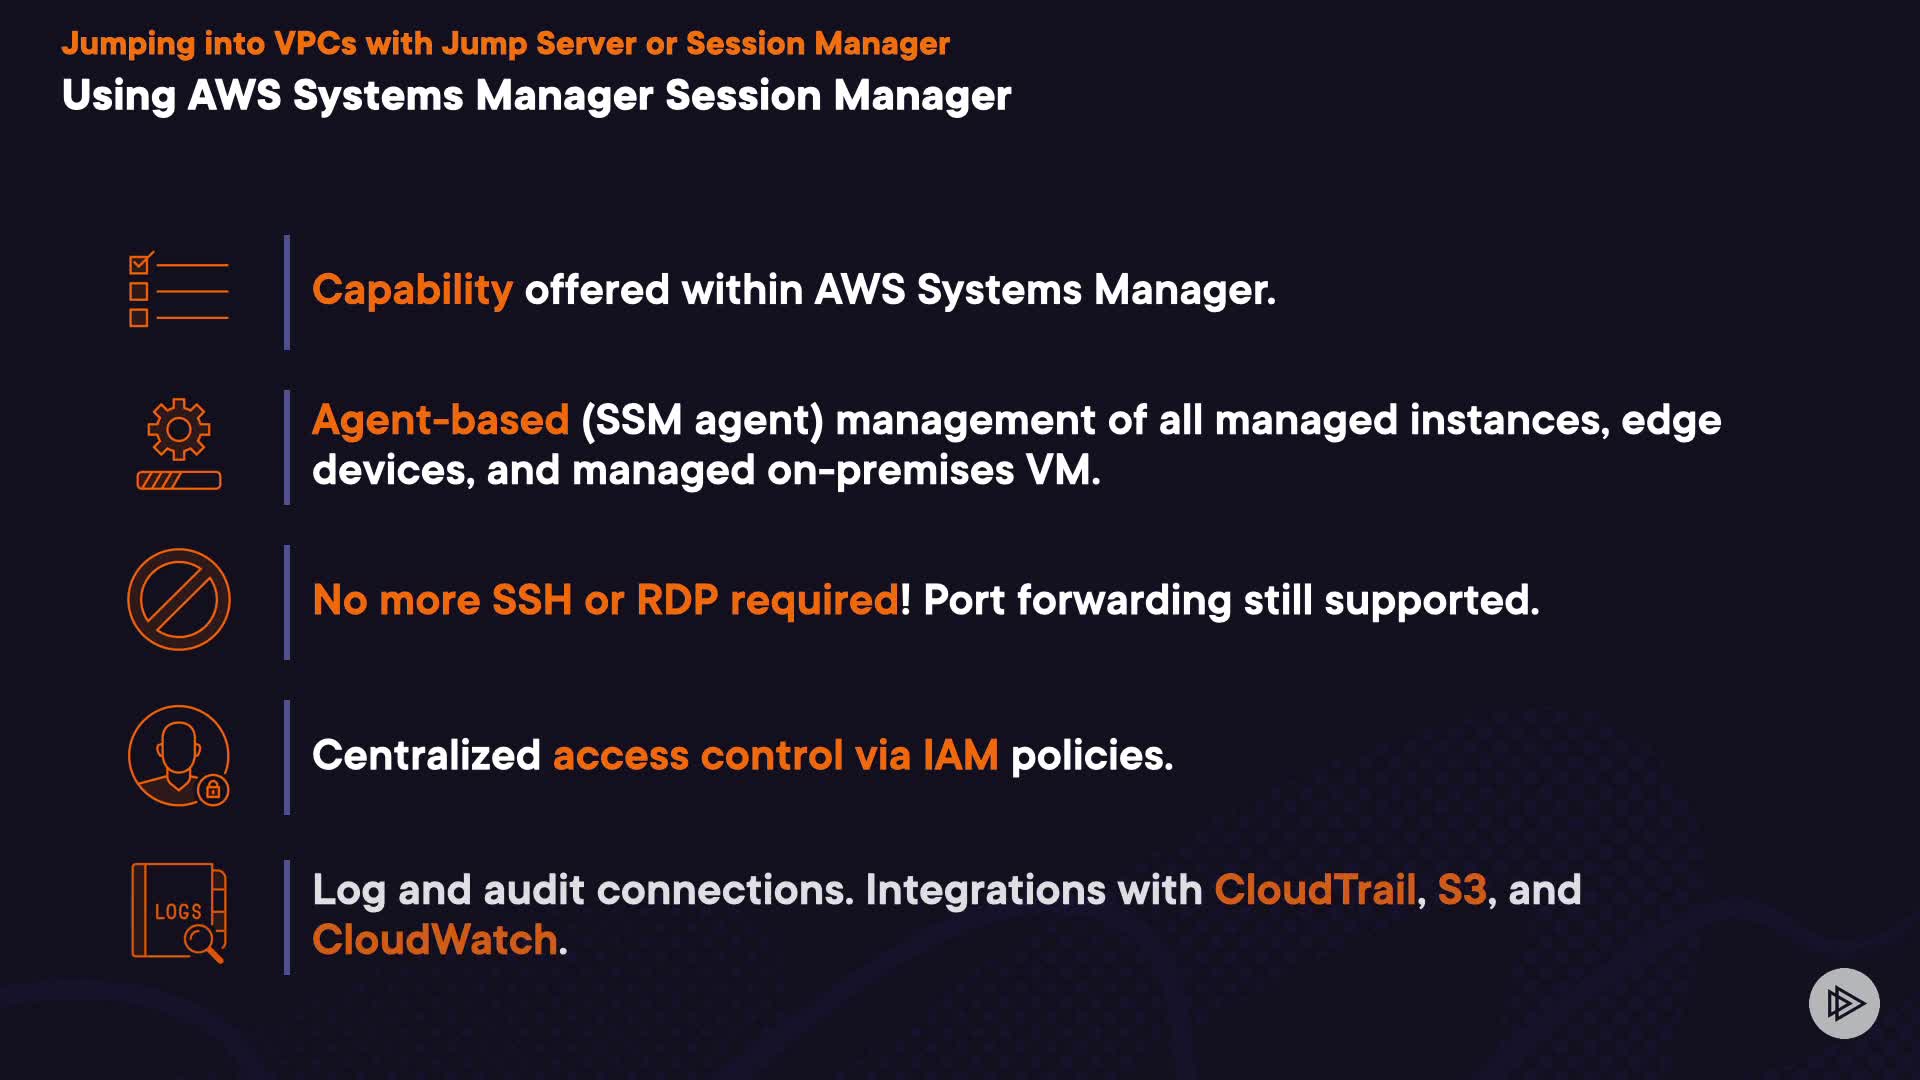 Jumping into VPCs with Jump Server or Session Manager
Using AWS Systems Manager Session Manager
Capability offered within AWS Systems Manager.
Agent-based (SSM agent) management of all managed instances, edge
devices, and managed on-premises VM.
No more SSH or RDP required! Port forwarding still supported.
Centralized access control via IAM policies.
LOGS
Log and audit connections. Integrations with CloudTrail, S3, and
CloudWatch.